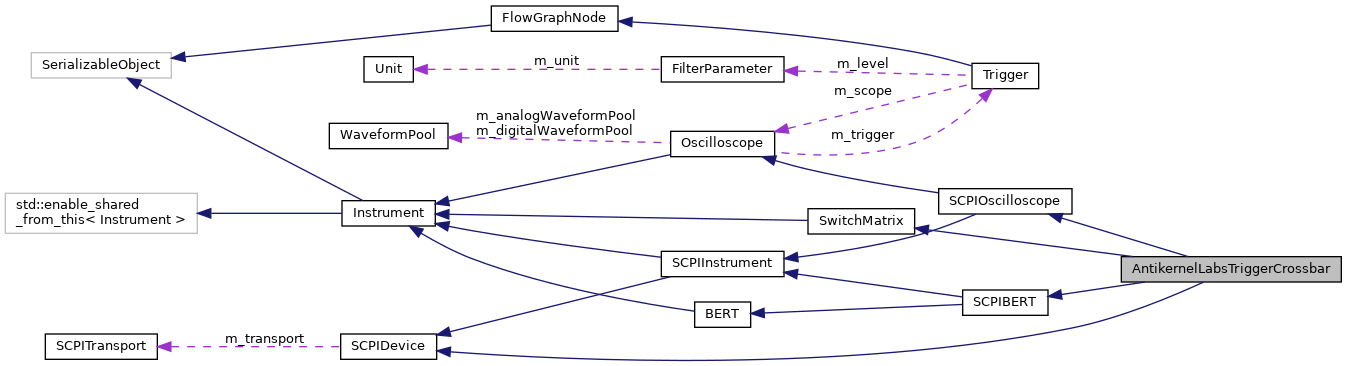 FlowGraphNode
SerializableObject
Unit
m_unit
FilterParameter
m_level
Trigger
m_scope
m_analogWaveformPool
m_digitalWaveformPool
WaveformPool
Oscilloscope
m_trigger
std::enable_shared
_from_this< Instrument >
Instrument
SwitchMatrix
SCPIOscilloscope
SCPIInstrument
AntikernelLabsTriggerCrossbar
BERT
SCPIBERT
SCPITransport
m_transport
SCPIDevice